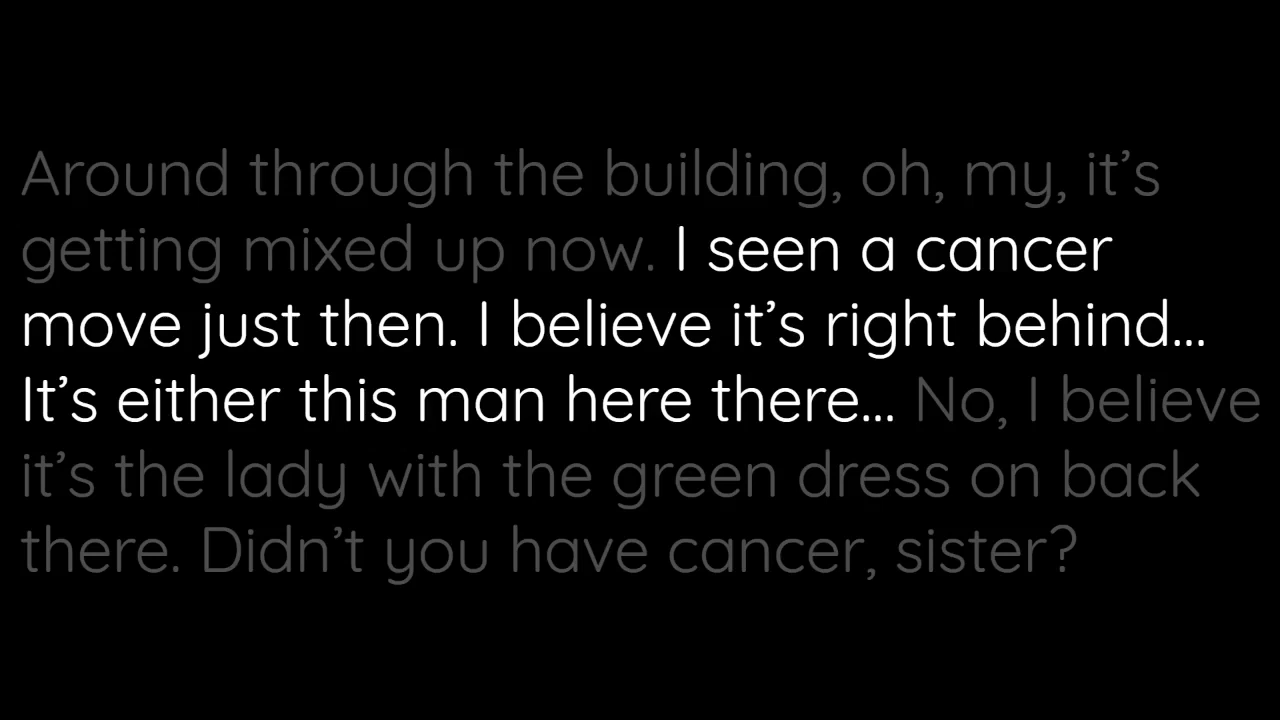 Around through the building, oh, my, it’s
getting mixed up now. I seen a cancer
move just then. I believe it’s right behind...
It’s either this man here there... No, I believe
it’s the lady with the green dress on back
there. Didn’t you have cancer, sister?